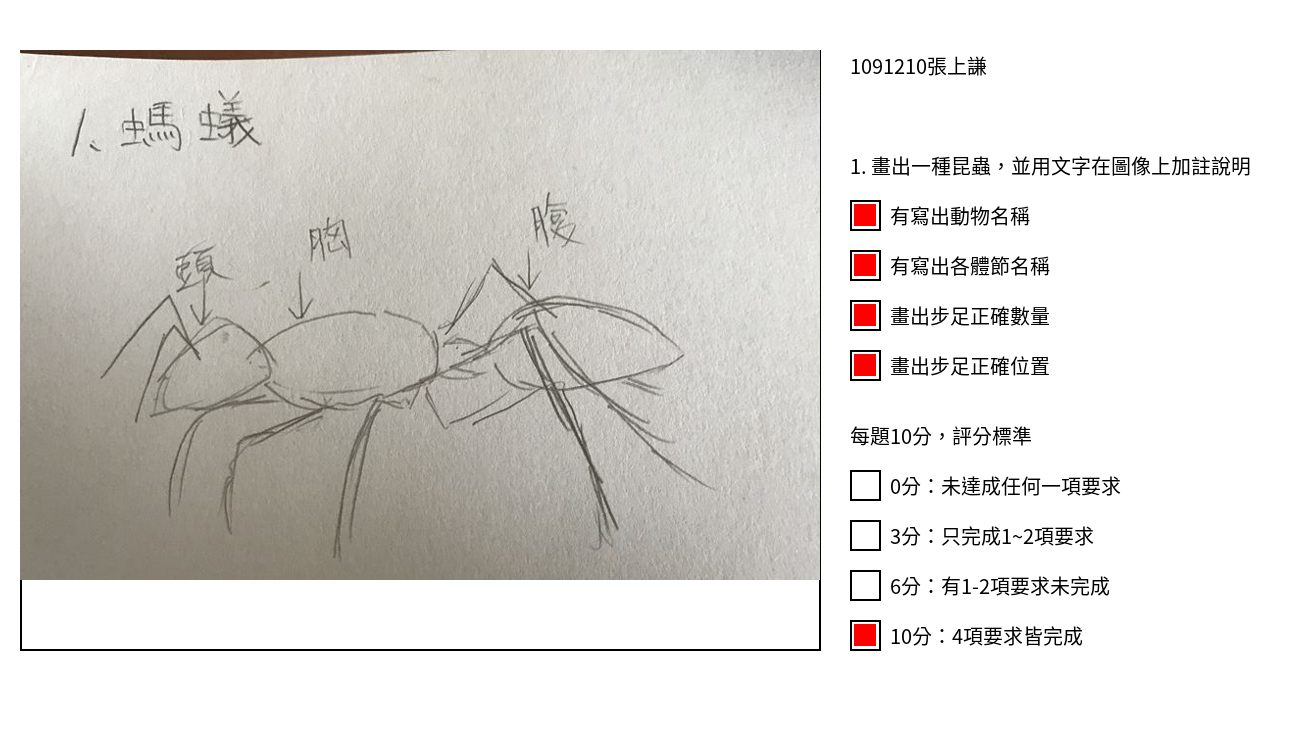 1、螞蟻
頭
胸
腹
1091210張上謙
1. 畫出一種昆蟲，並用文字在圖像上加註說明
有寫出動物名稱
有寫出各體節名稱
畫出步足正確數量
畫出步足正確位置
每題10分，評分標準
0分：未達成任何一項要求
3分：只完成1~2項要求
6分：有1-2項要求未完成
10分：4項要求皆完成